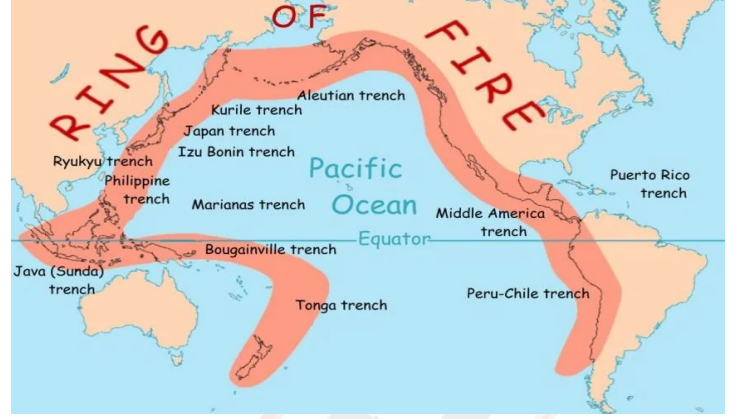 RING OF FIRE
Aleutian trench
Kurile trench
Japan trench
Izu Bonin trench
Ryukyu trench
Philippine
trench
Marianas trench
Pacific
Ocean
Puerto Rico
trench
Middle America
trench
Equator
Bougainville trench
Java (Sunda)
trench
Tonga trench
Peru-Chile trench